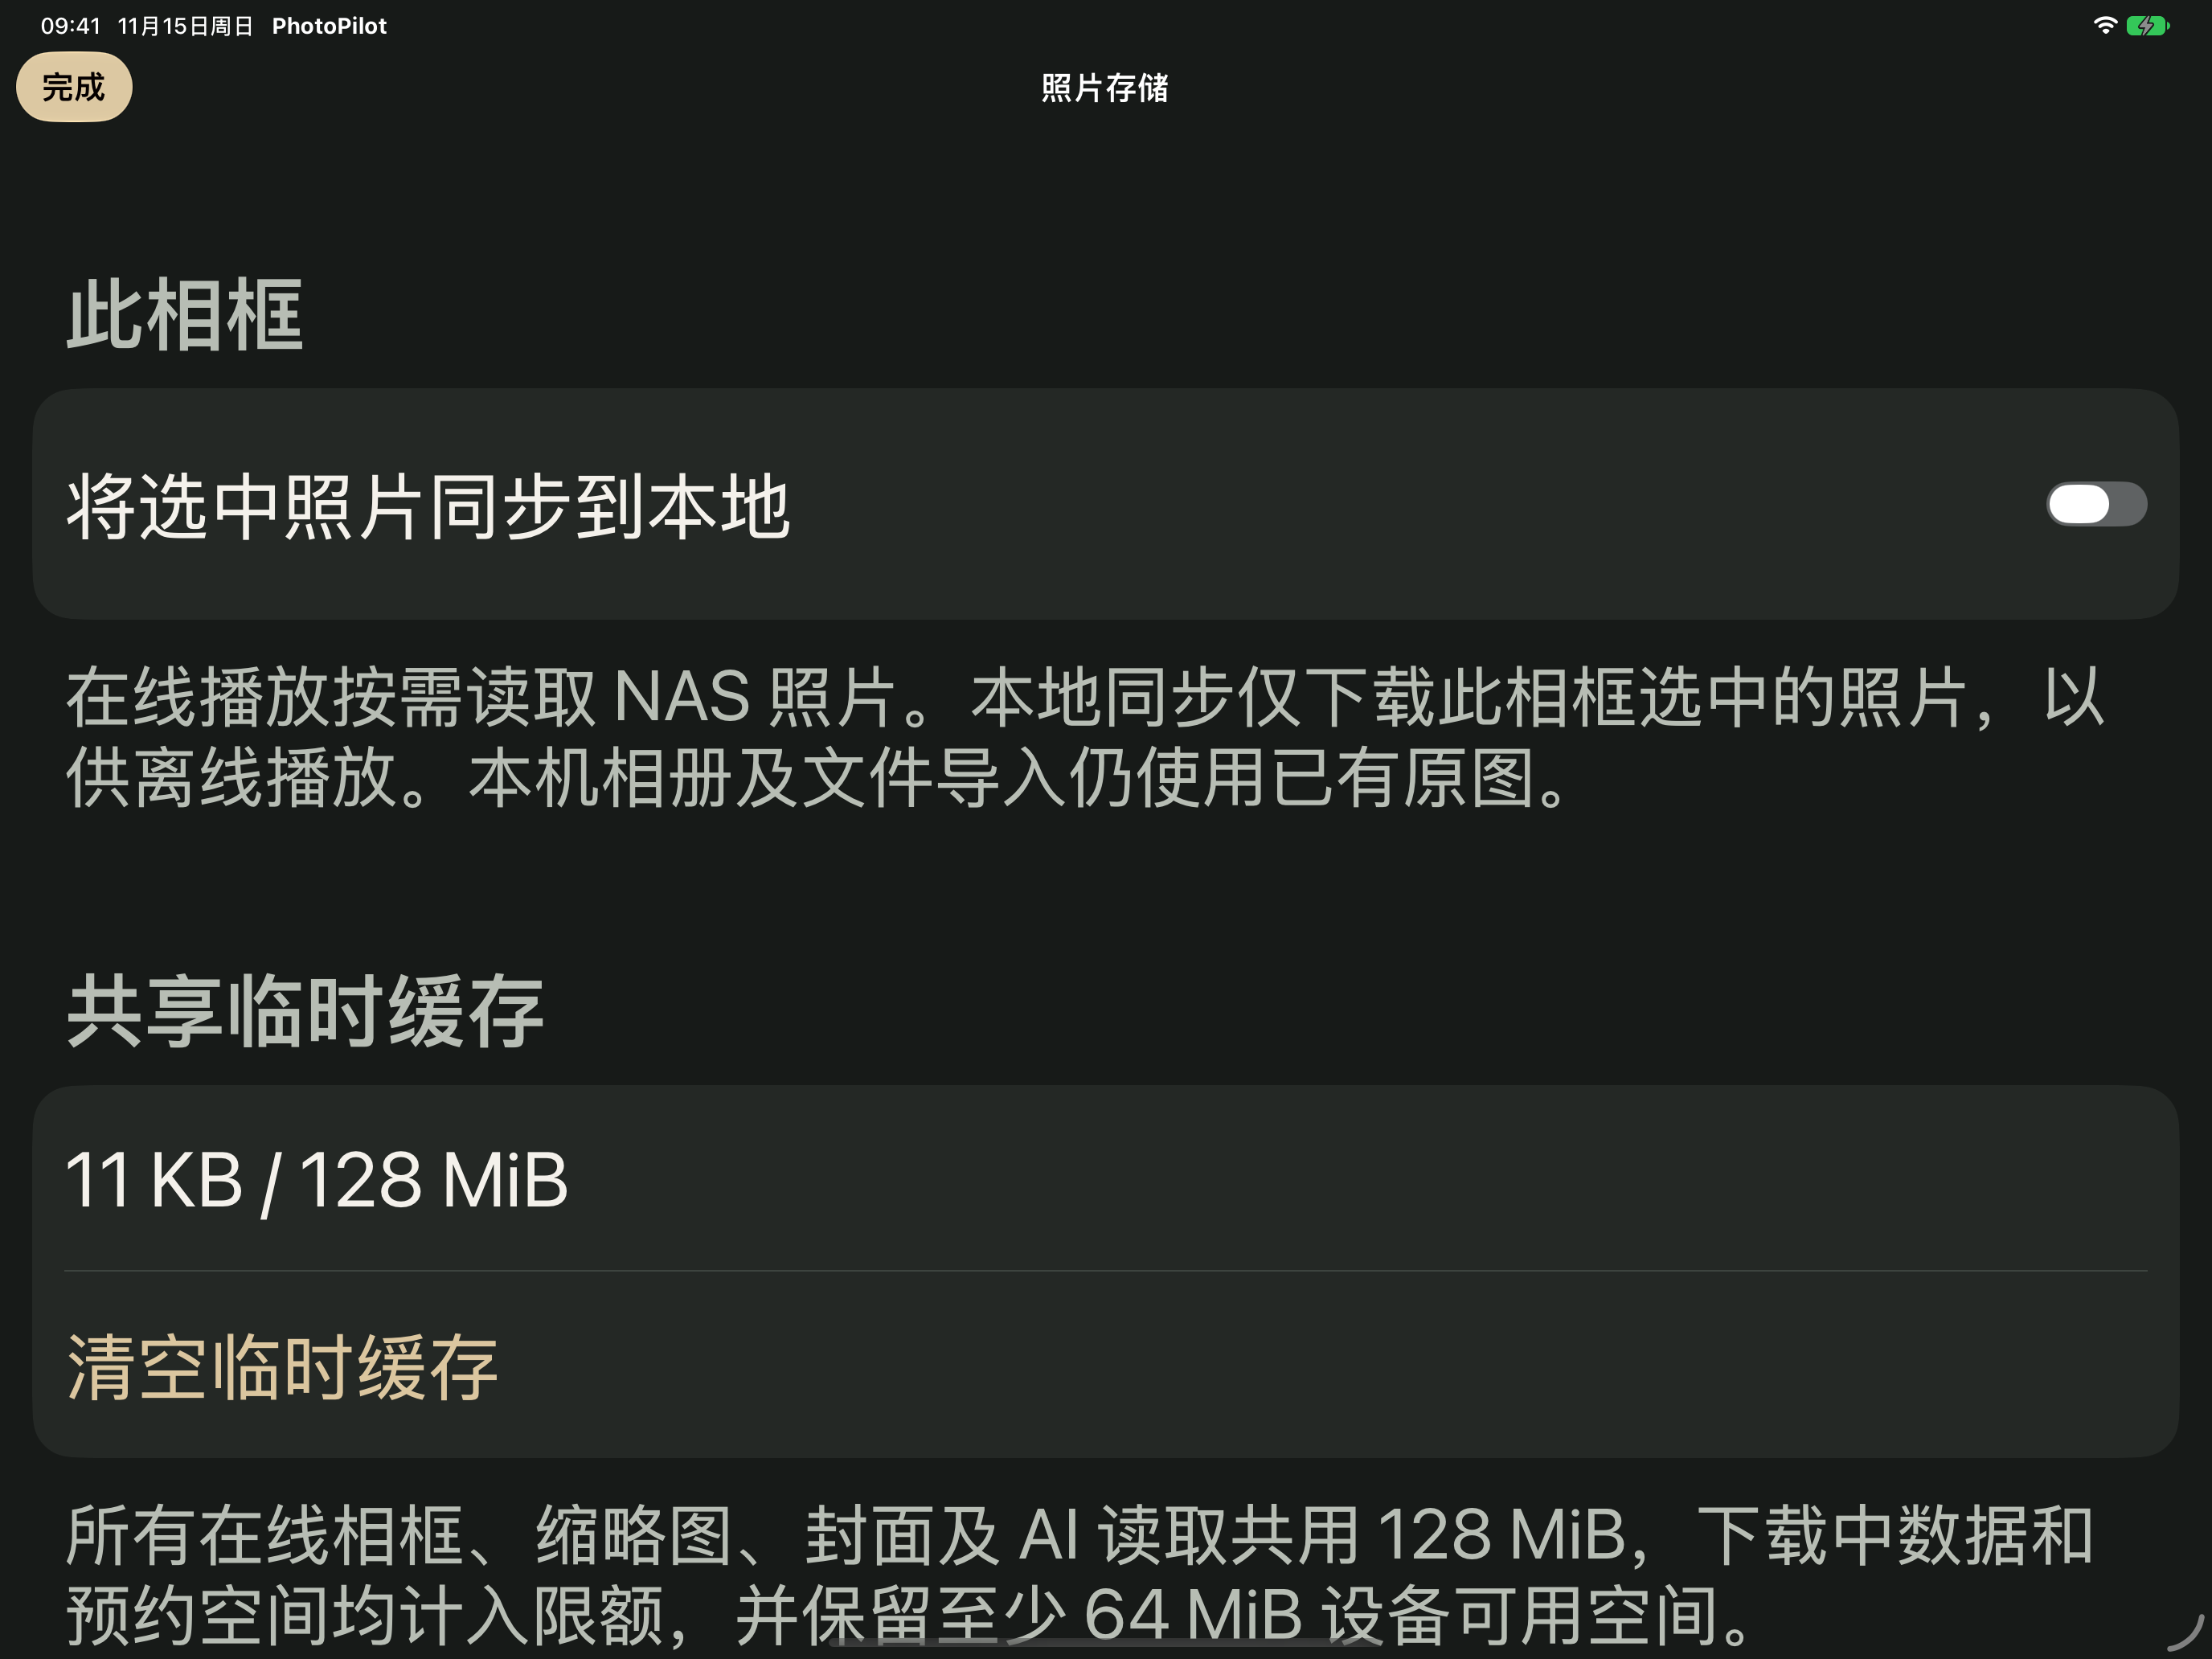 09:41 11月15日周日 PhotoPilot
完成
照片存储
此相框
将选中照片同步到本地
在线播放按需读取 NAS 照片。本地同步仅下载此相框选中的照片，以
供离线播放。本机相册及文件导入仍使用已有原图。
共享临时缓存
11 KB / 128 MiB
清空临时缓存
所有在线相框、缩略图、封面及 AI 读取共用 128 MiB，下载中数据和
预约空间均计入限额，并保留至少 64 MiB 设备可用空间。